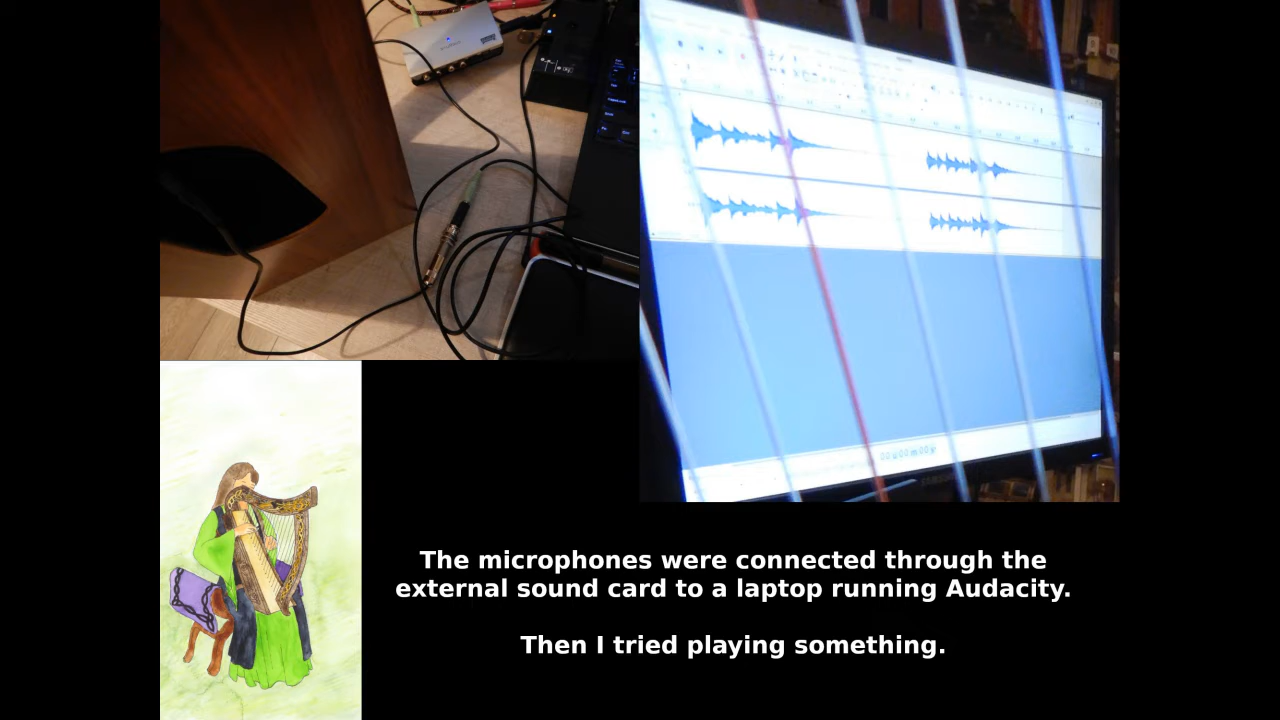 The microphones were connected through the
external sound card to a laptop running Audacity.
Then I tried playing something.